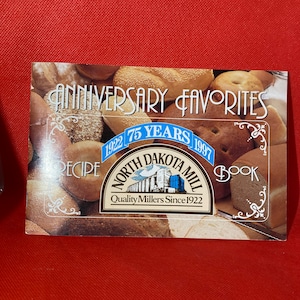 ANNIVERSARY FAVORITES
1922 75 YEARS 1997
RECIPE BOOK
NORTH DAKOTA MILL
Quality Millers Since 1922